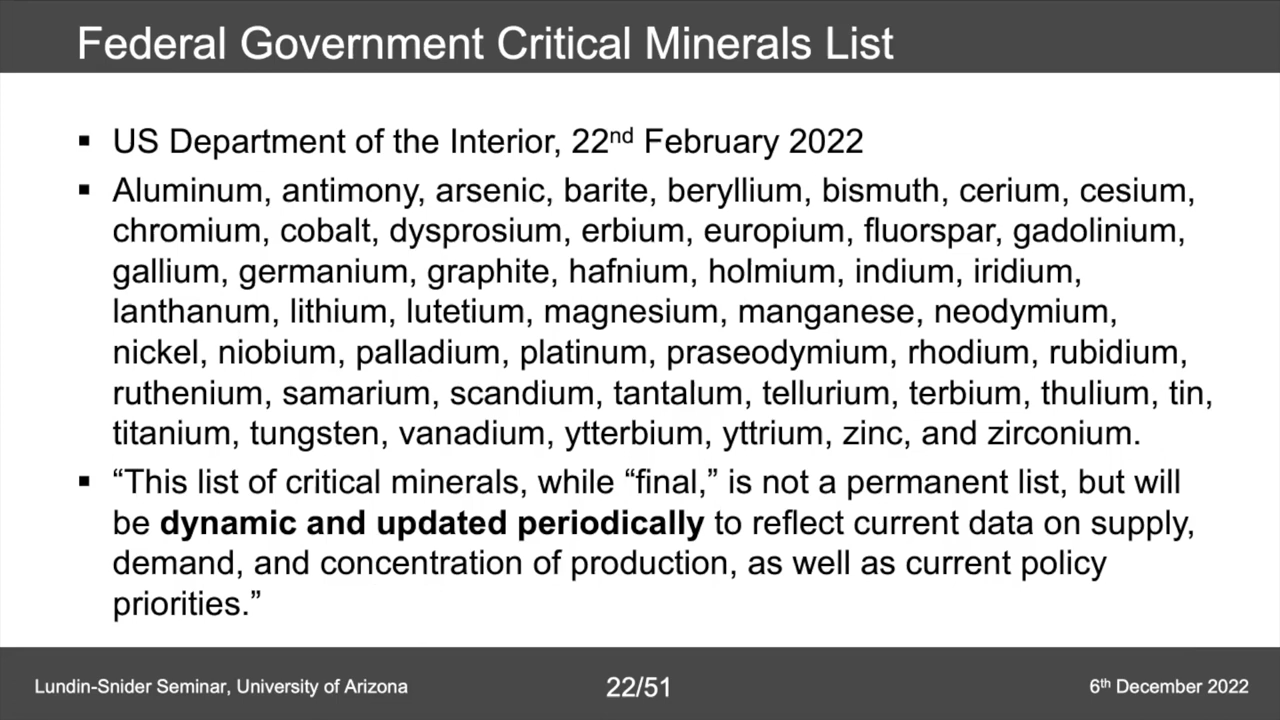 Federal Government Critical Minerals List
▪ US Department of the Interior, 22nd February 2022
▪ Aluminum, antimony, arsenic, barite, beryllium, bismuth, cerium, cesium,
chromium, cobalt, dysprosium, erbium, europium, fluorspar, gadolinium,
gallium, germanium, graphite, hafnium, holmium, indium, iridium,
lanthanum, lithium, lutetium, magnesium, manganese, neodymium,
nickel, niobium, palladium, platinum, praseodymium, rhodium, rubidium,
ruthenium, samarium, scandium, tantalum, tellurium, terbium, thulium, tin,
titanium, tungsten, vanadium, ytterbium, yttrium, zinc, and zirconium.
▪ “This list of critical minerals, while “final,” is not a permanent list, but will
be dynamic and updated periodically to reflect current data on supply,
demand, and concentration of production, as well as current policy
priorities.”
Lundin-Snider Seminar, University of Arizona
22/51
6th December 2022